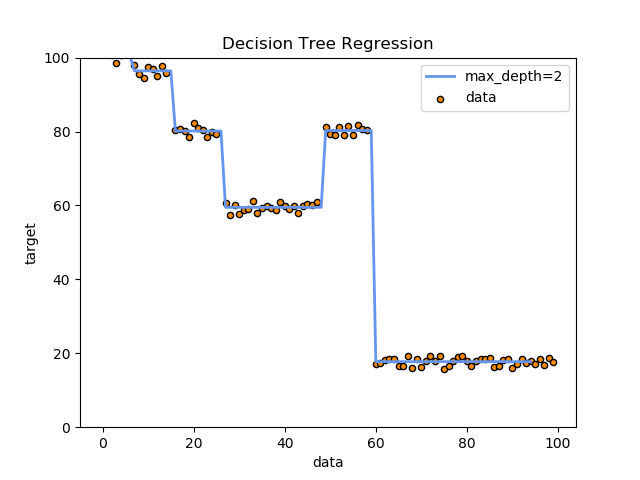 Decision Tree Regression
100
80
60
40
20
0
target
max_depth=2
data
0 20 40 60 80 100
data